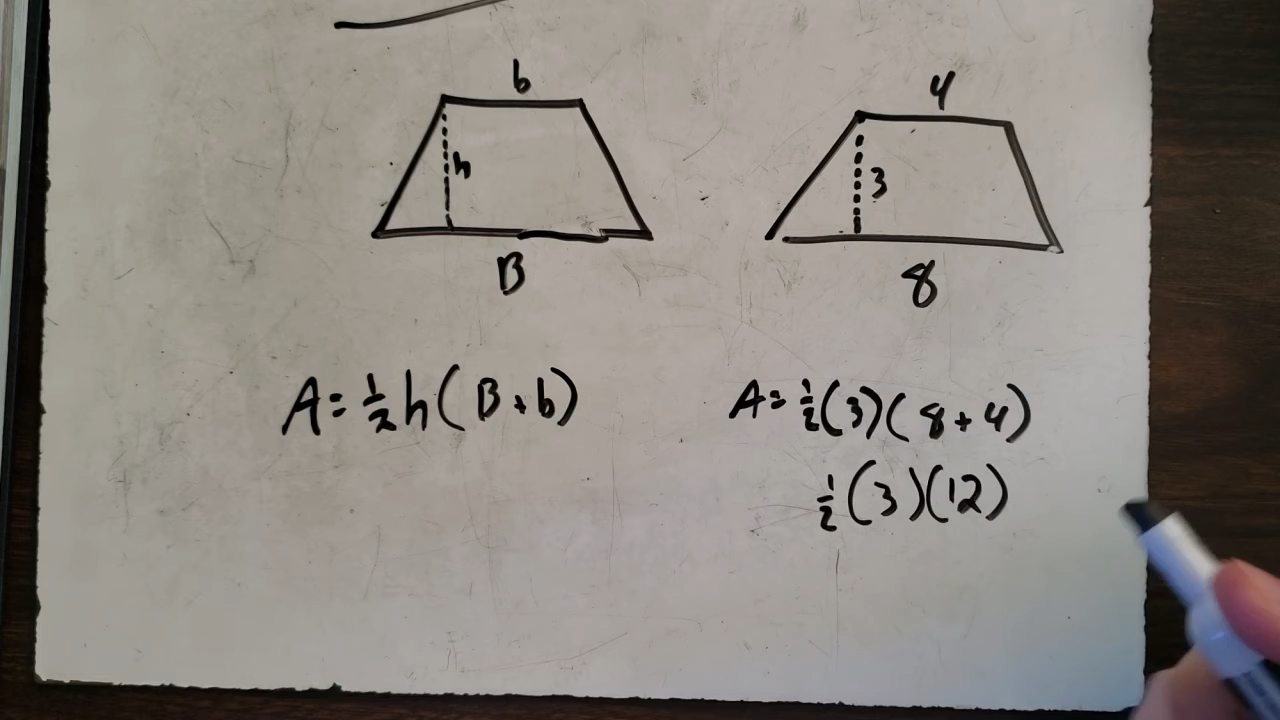 b
h
B
A = ½h(B+b)
4
3
8
A = ½(3)(8+4)
½(3)(12)